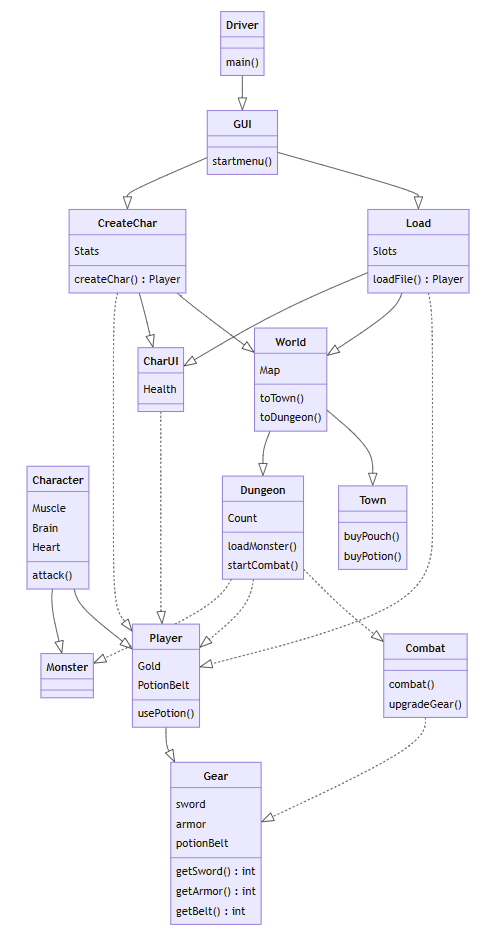 Driver
main()
GUI
startmenu()
CreateChar
Stats
createChar() : Player
Load
Slots
loadFile() : Player
CharUI
Health
World
Map
toTown()
toDungeon()
Character
Muscle
Brain
Heart
attack()
Dungeon
Count
loadMonster()
startCombat()
Town
buyPouch()
buyPotion()
Monster
Player
Gold
PotionBelt
usePotion()
Combat
combat()
upgradeGear()
Gear
sword
armor
potionBelt
getSword() : int
getArmor() : int
getBelt() : int